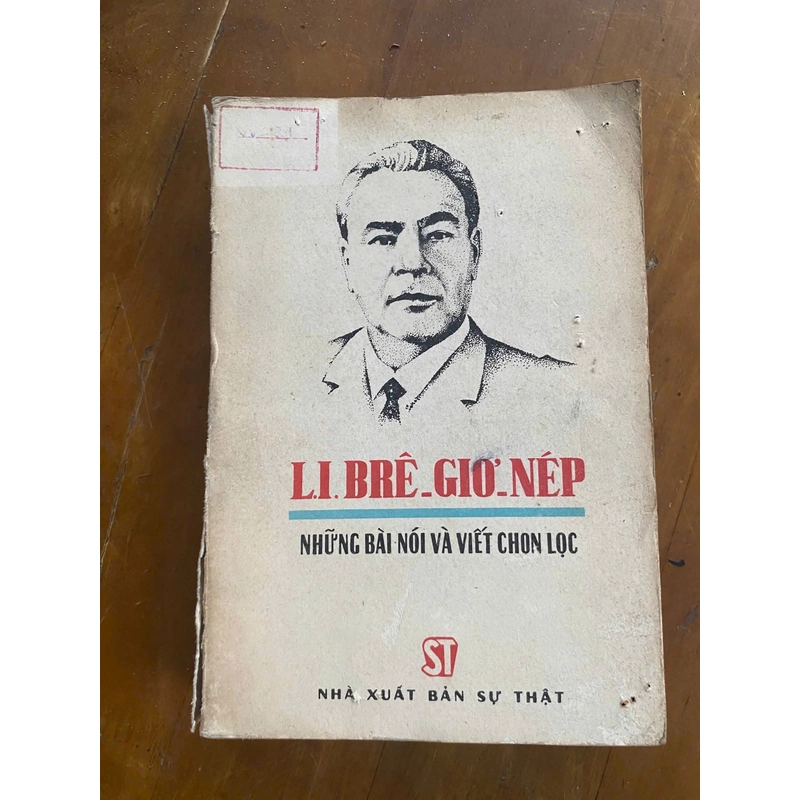 L.I. BRÊ-GIƠ-NÉP
NHỮNG BÀI NÓI VÀ VIẾT CHỌN LỌC
ST
NHÀ XUẤT BẢN SỰ THẬT